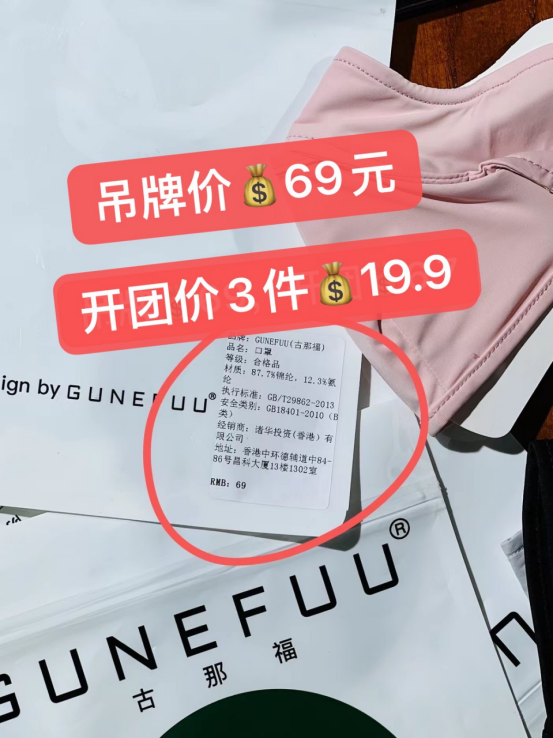 吊牌价💰69元
开团价3件💰19.9
品牌：GUNEFUU(古那福)
品名：口罩
等级：合格品
材质：87.7%锦纶，12.3%氨
纶
执行标准：GB/T29862-2013
安全类别：GB18401-2010（B
类）
经销商：渚华投资(香港）有
限公司
地址：香港中环德辅道中84-
86号昌科大厦13楼1302室
RMB：69
ign by GUNEFUU®
GUNEFUU®
古那福